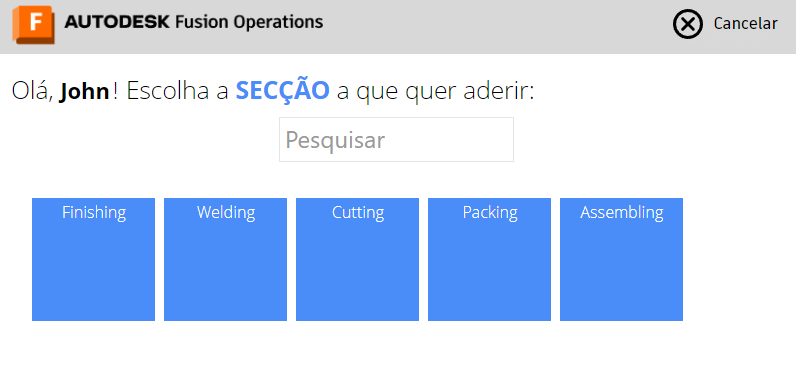 F AUTODESK Fusion Operations
Cancelar
Olá, John! Escolha a SECÇÃO a que quer aderir:
Pesquisar
Finishing
Welding
Cutting
Packing
Assembling